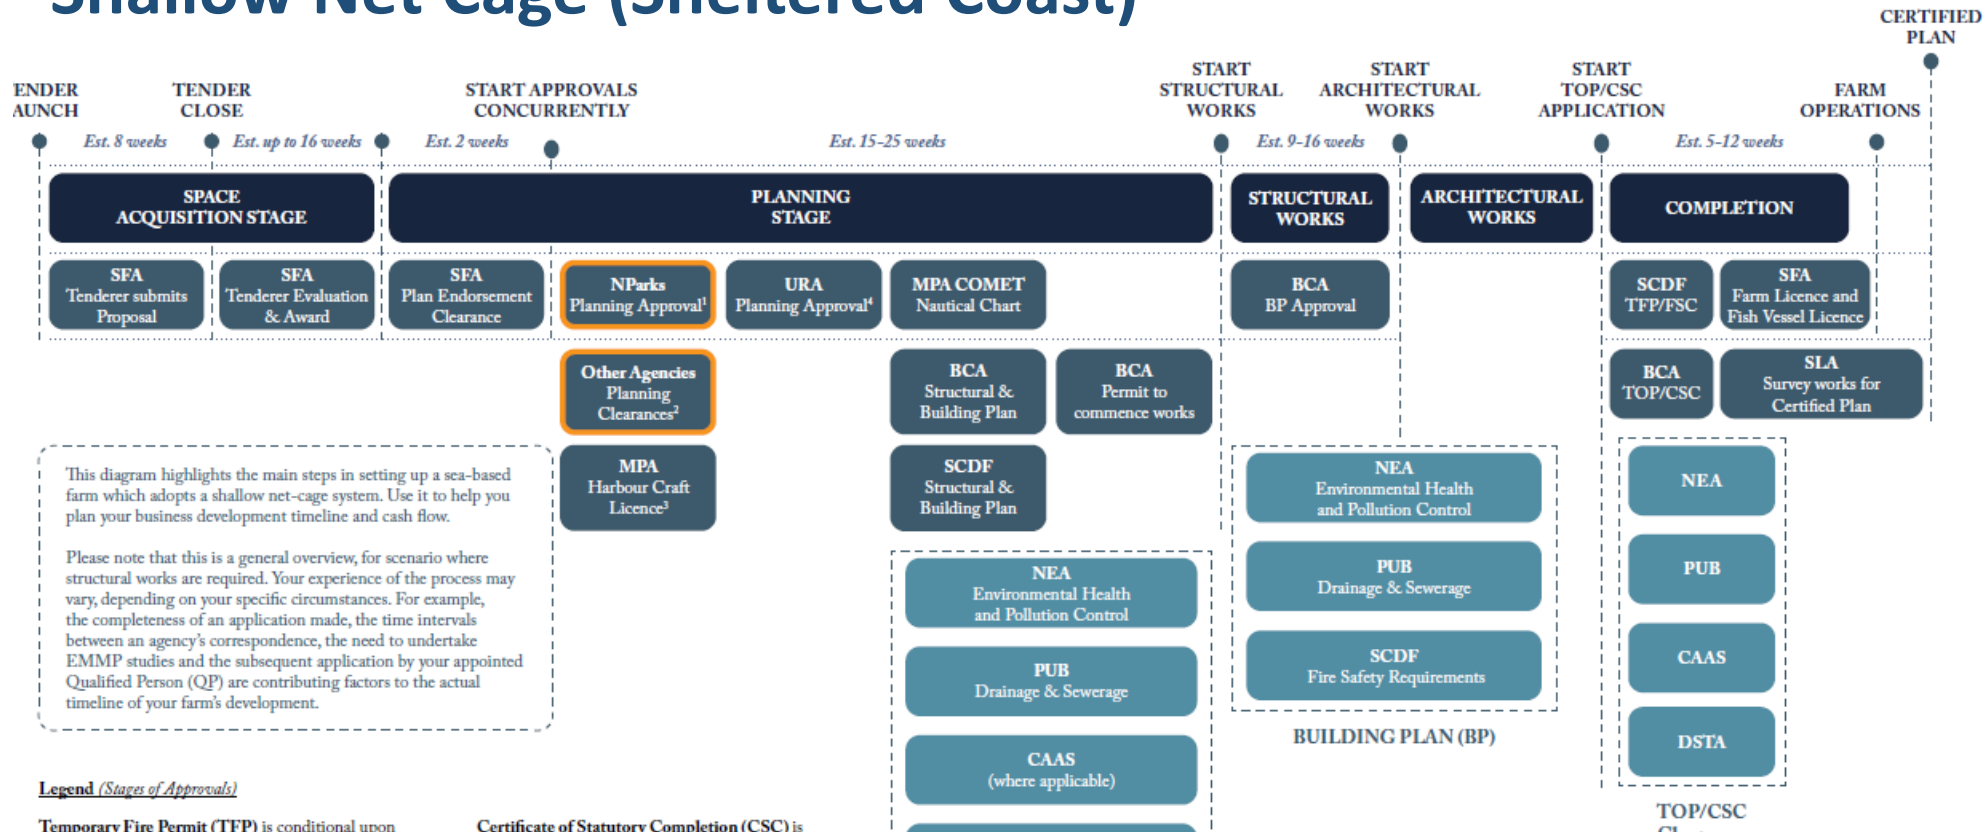 Shallow Net Cage (Sheltered Coast)
CERTIFIED
PLAN
ENDER
AUNCH
TENDER
CLOSE
START APPROVALS
CONCURRENTLY
START
STRUCTURAL
WORKS
START
ARCHITECTURAL
WORKS
START
TOP/CSC
APPLICATION
FARM
OPERATIONS
Est. 8 weeks
Est. up to 16 weeks
Est. 2 weeks
Est. 15-25 weeks
Est. 9-16 weeks
Est. 5-12 weeks
SPACE
ACQUISITION STAGE
PLANNING
STAGE
STRUCTURAL
WORKS
ARCHITECTURAL
WORKS
COMPLETION
SFA
Tenderer submits
Proposal
SFA
Tenderer Evaluation
& Award
SFA
Plan Endorsement
Clearance
NParks
Planning Approval¹
URA
Planning Approval⁴
MPA COMET
Nautical Chart
BCA
BP Approval
SCDF
TFP/FSC
SFA
Farm Licence and
Fish Vessel Licence
Other Agencies
Planning
Clearances²
BCA
Structural &
Building Plan
BCA
Permit to
commence works
BCA
TOP/CSC
SLA
Survey works for
Certified Plan
MPA
Harbour Craft
Licence³
SCDF
Structural &
Building Plan
This diagram highlights the main steps in setting up a sea-based
farm which adopts a shallow net-cage system. Use it to help you
plan your business development timeline and cash flow.
Please note that this is a general overview, for scenario where
structural works are required. Your experience of the process may
vary, depending on your specific circumstances. For example,
the completeness of an application made, the time intervals
between an agency's correspondence, the need to undertake
EMMP studies and the subsequent application by your appointed
Qualified Person (QP) are contributing factors to the actual
timeline of your farm's development.
NEA
Environmental Health
and Pollution Control
PUB
Drainage & Sewerage
CAAS
(where applicable)
NEA
Environmental Health
and Pollution Control
PUB
Drainage & Sewerage
SCDF
Fire Safety Requirements
BUILDING PLAN (BP)
NEA
PUB
CAAS
DSTA
TOP/CSC
Legend (Stages of Approvals)
Temporary Fire Permit (TFP) is conditional upon
Certificate of Statutory Completion (CSC) is